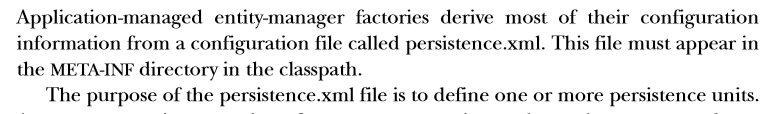 Application-managed entity-manager factories derive most of their configuration
information from a configuration file called persistence.xml. This file must appear in
the META-INF directory in the classpath.
The purpose of the persistence.xml file is to define one or more persistence units.